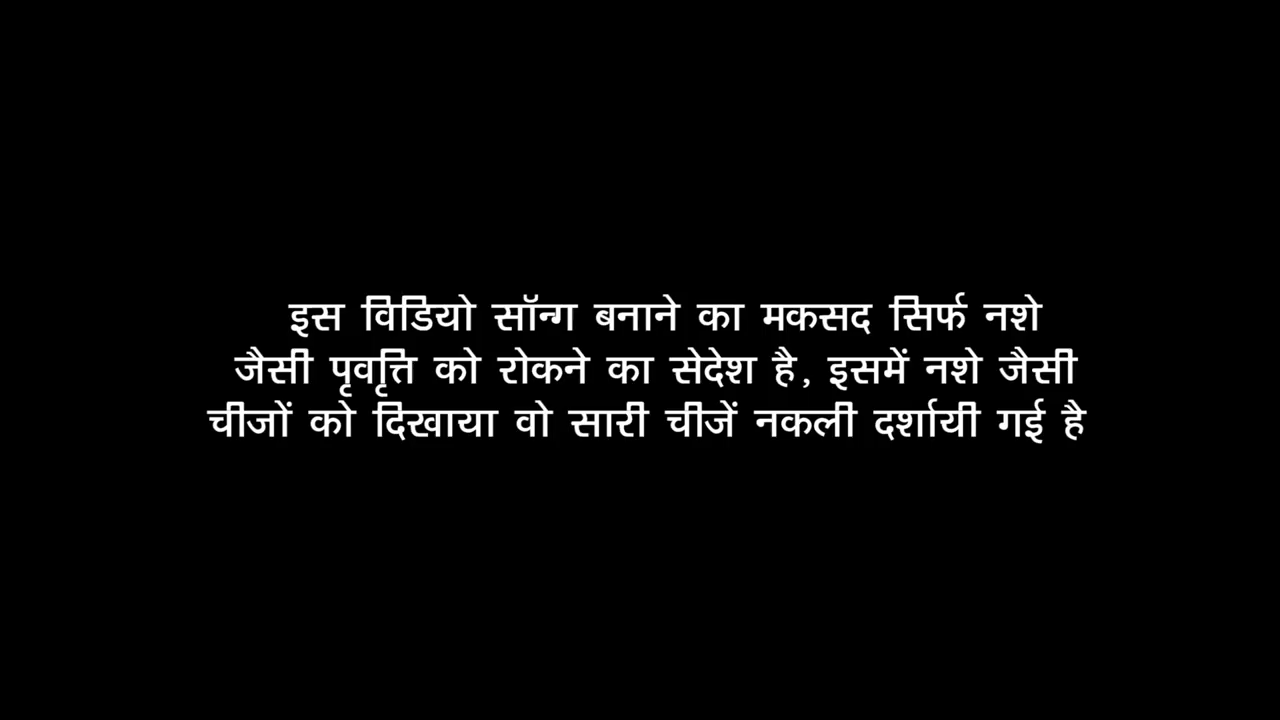 इस विडियो सॉन्ग बनाने का मकसद सिर्फ नशे
जैसी पृवृत्ति को रोकने का सेदेश है, इसमें नशे जैसी
चीजों को दिखाया वो सारी चीजें नकली दर्शायी गई है